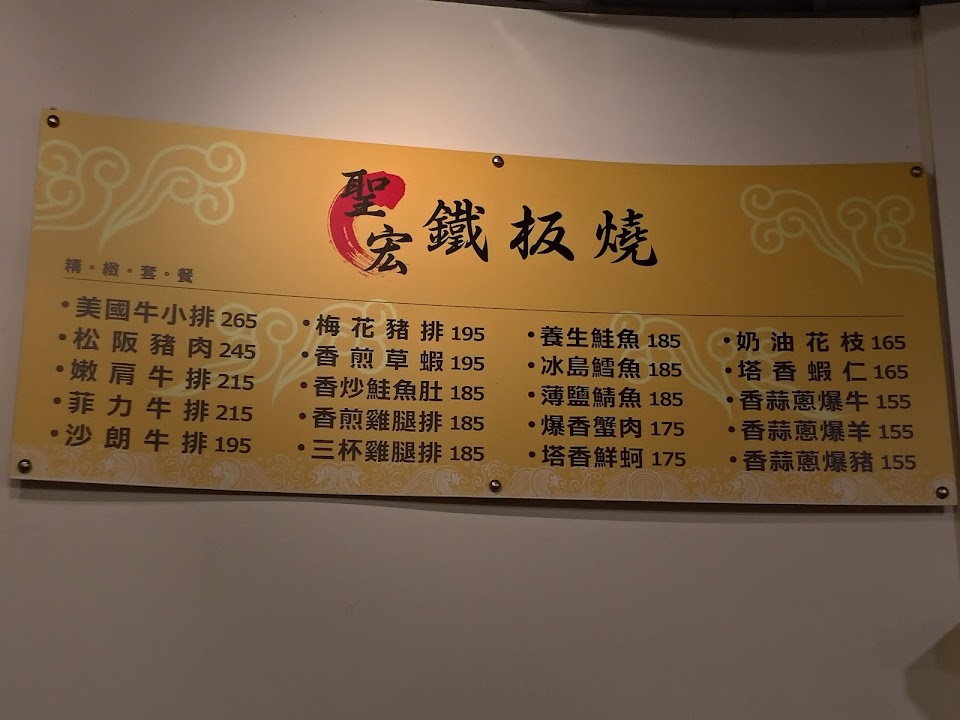 聖宏 鐵板燒
精。緻。套。餐
•美國牛小排 265
•松阪豬肉 245
•嫩肩牛排 215
•菲力牛排 215
•沙朗牛排 195
•梅花豬排 195
•香煎草蝦 195
•香炒鮭魚肚 185
•香煎雞腿排 185
•三杯雞腿排 185
•養生鮭魚 185
•冰島鱈魚 185
•薄鹽鯖魚 185
•爆香蟹肉 175
•塔香鮮蚵 175
•奶油花枝 165
•塔香蝦仁 165
•香蒜蔥爆牛 155
•香蒜蔥爆羊 155
•香蒜蔥爆豬 155